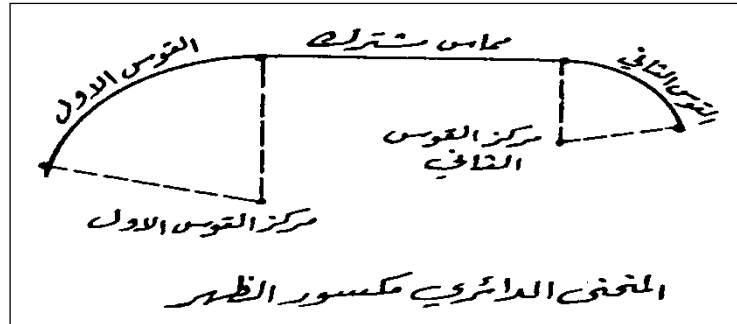 القوس الاول
مماس مشترك
القوس الثاني
مركز القوس
الثاني
مركز القوس الاول
المنحنى الدائري مكسور الظهر